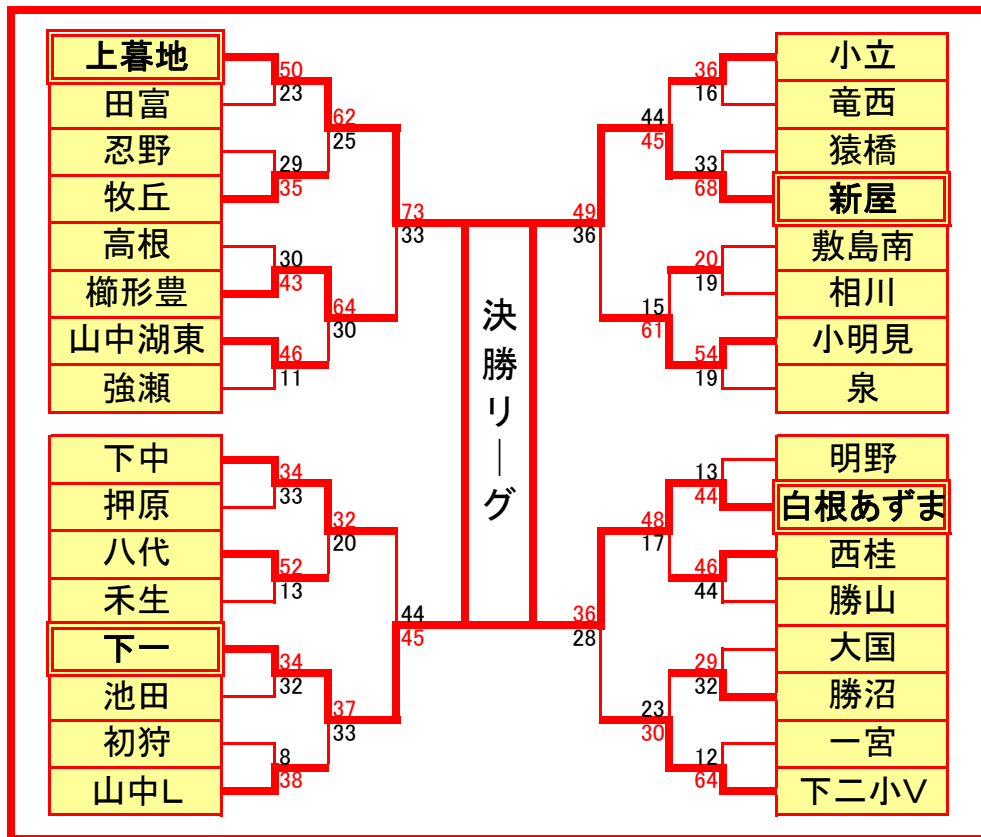 上暮地
田富
忍野
牧丘
高根
櫛形豊
山中湖東
強瀬
50
23
29
35
30
43
46
11
62
25
64
30
73
33
下中
押原
八代
禾生
下一
池田
初狩
山中L
34
33
52
13
34
32
8
38
32
20
37
33
44
45
決勝リーグ
小立
竜西
猿橋
新屋
敷島南
相川
小明見
泉
36
16
33
68
20
19
54
19
44
45
15
61
49
36
明野
白根あずま
西桂
勝山
大国
勝沼
一宮
下二小V
13
44
46
44
29
32
12
64
48
17
23
30
36
28